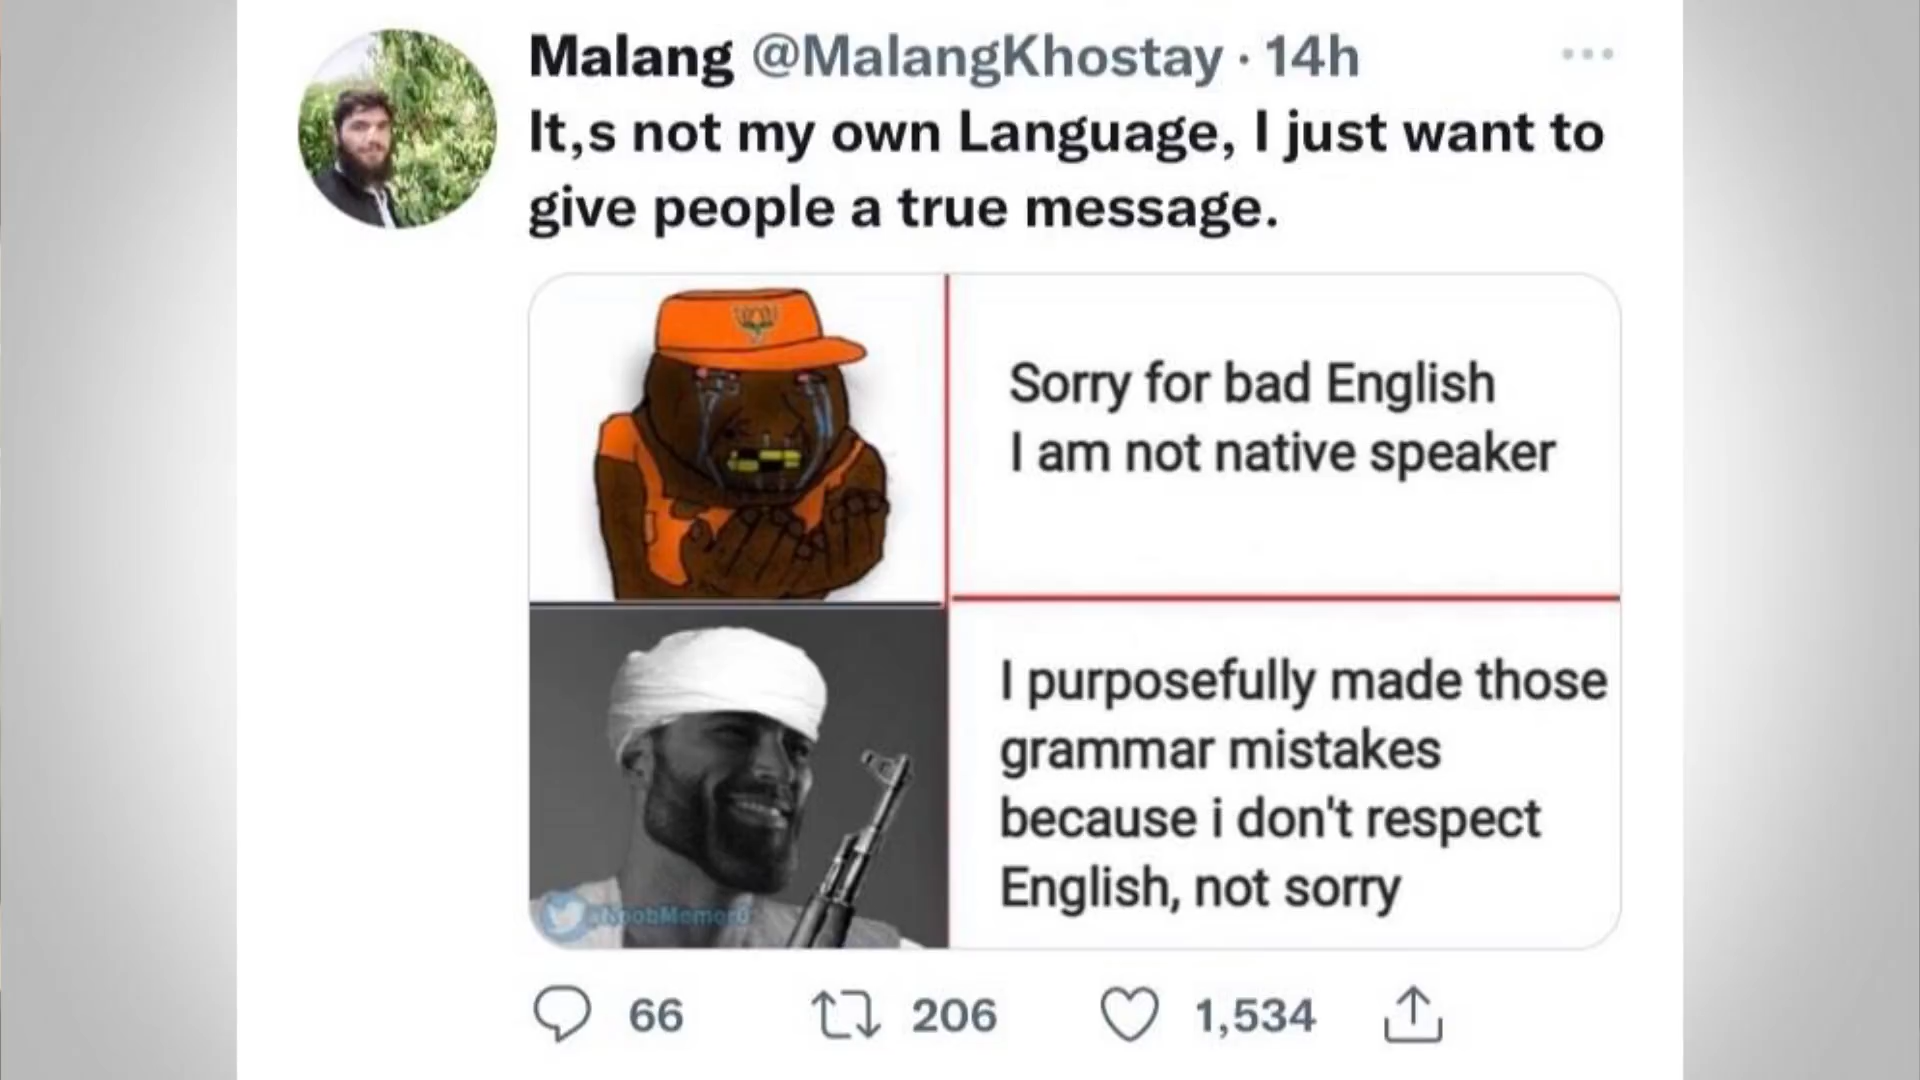 Malang @MalangKhostay · 14h
It,s not my own Language, I just want to
give people a true message.
Sorry for bad English
I am not native speaker
I purposefully made those
grammar mistakes
because i don't respect
English, not sorry
66 206 1,534